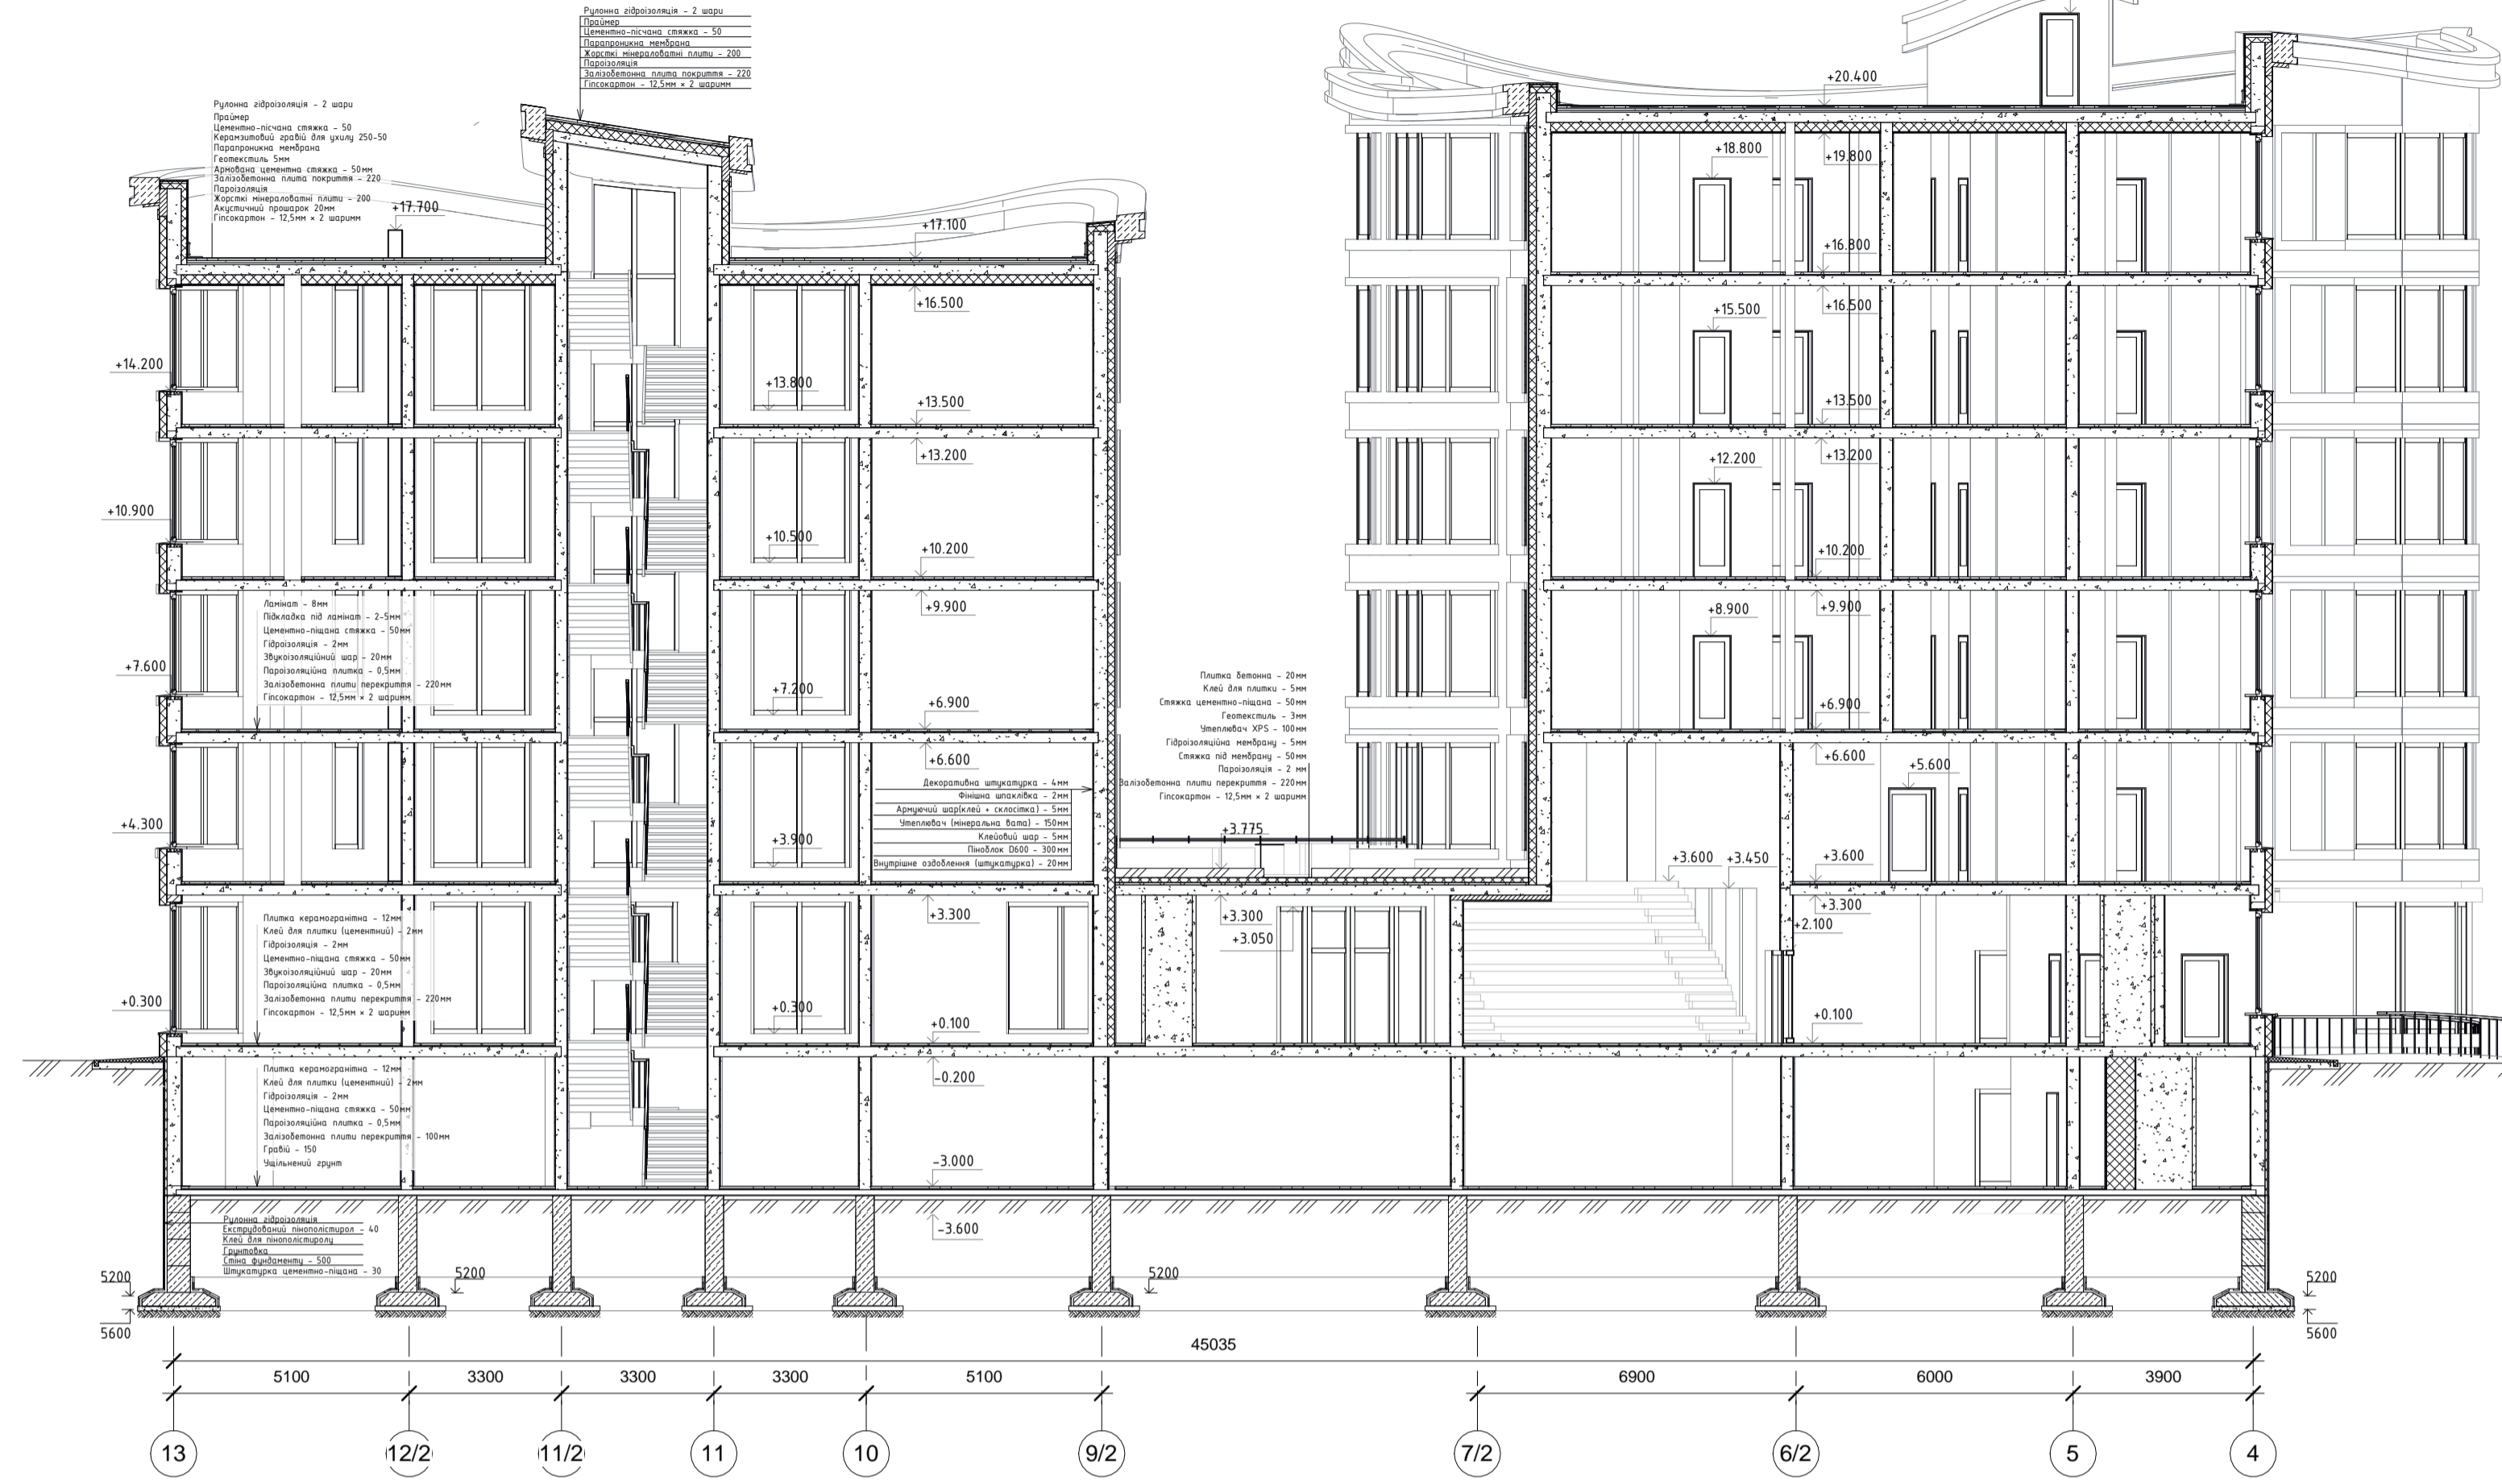 Рулонна гідроізоляція - 2 шари
Праймер
Цементно-пісчана стяжка - 50
Паропроникна мембрана
Жорсткі мінераловатні плити - 200
Пароізоляція
Залізобетонна плита покриття - 220
Гіпсокартон - 12,5мм × 2 шаримм
Рулонна гідроізоляція - 2 шари
Праймер
Цементно-пісчана стяжка - 50
Керамзитовий гравій для ухилу 250-50
Паропроникна мембрана
Геотекстиль 5мм
Армована цементна стяжка - 50мм
Залізобетонна плита покриття - 220
Пароізоляція
Жорсткі мінераловатні плити - 200
Акустичний прошарок 20мм
Гіпсокартон - 12,5мм × 2 шаримм
+17.700
+17.100
+16.500
+20.400
+18.800
+19.800
+16.800
+16.500
+15.500
+14.200
+13.800
+13.500
+13.200
+13.500
+13.200
+12.200
+10.900
+10.500
+10.200
+9.900
+10.200
+9.900
+8.900
Ламінат - 8мм
Підкладка під ламінат - 2-5мм
Цементно-піщана стяжка - 50мм
Гідроізоляція - 2мм
Звукоізоляційний шар - 20мм
Пароізоляційна плитка - 0,5мм
Залізобетонна плити перекриття - 220мм
Гіпсокартон - 12,5мм × 2 шаримм
+7.600
+7.200
+6.900
+6.600
+6.900
+6.600
+5.600
Плитка бетонна - 20мм
Клей для плитки - 5мм
Стяжка цементно-піщана - 50мм
Геотекстиль - 3мм
Утеплювач XPS - 100мм
Гідроізоляційна мембрану - 5мм
Стяжка під мембрану - 50мм
Пароізоляція - 2 мм
Залізобетонна плити перекриття - 220мм
Гіпсокартон - 12,5мм × 2 шаримм
Декоративна штукатурка - 4мм
Фінішна шпаклівка - 2мм
Армуючий шар(клей + склосітка) - 5мм
Утеплювач (мінеральна вата) - 150мм
Клейовий шар - 5мм
Піноблок D600 - 300мм
Внутрішнє оздоблення (штукатурка) - 20мм
+4.300
+3.900
+3.775
+3.600
+3.450
+3.600
+3.300
+3.300
+3.050
+3.300
+2.100
Плитка керамогранітна - 12мм
Клей для плитки (цементний) - 2мм
Гідроізоляція - 2мм
Цементно-піщана стяжка - 50мм
Звукоізоляційний шар - 20мм
Пароізоляційна плитка - 0,5мм
Залізобетонна плити перекриття - 220мм
Гіпсокартон - 12,5мм × 2 шаримм
+0.300
+0.300
+0.100
+0.100
-0.200
Плитка керамогранітна - 12мм
Клей для плитки (цементний) - 2мм
Гідроізоляція - 2мм
Цементно-піщана стяжка - 50мм
Пароізоляційна плитка - 0,5мм
Залізобетонна плити перекриття - 100мм
Гравій - 150
Ущільнений грунт
-3.000
-3.600
Рулонна гідроізоляція
Екструдований пінополістирол - 40
Клей для пінополістиролу
Грунтовка
Стіна фундаменту - 500
Штукатурка цементно-піщана - 30
5200
5200
5200
5200
5600
5600
45035
5100 3300 3300 3300 5100 6900 6000 3900
13 12/2 11/2 11 10 9/2 7/2 6/2 5 4